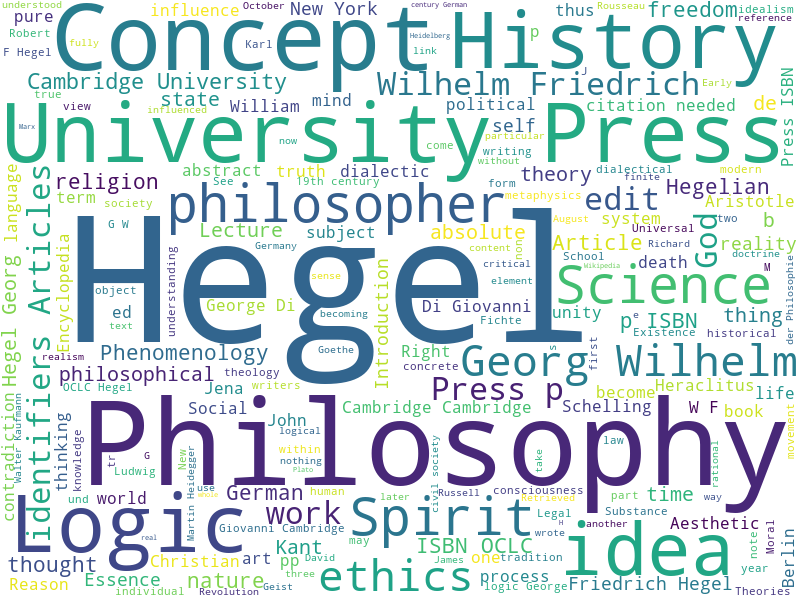 understood
influence
October
New York
century German
Rousseau
freedom
idealism
pure
Robert
Concept
History
thus
reference
F Hegel
fully
Karl
Heidelberg
link
p
Early
Cambridge University
Wilhelm Friedrich
j
true
state
William
mind
political
citation needed
de
Press ISBN
view
influenced
self
particular
Marx
University Press
now
come
writing
without
language
religion
abstract
truth
dialectic
theory
dialectical
finite
modern
Hegelian
term
society
See
19th century
form
metaphysics
edit
Aristotle
philosopher
G W
Lecture
subject
absolute
August
system
two
b
Universal
Germany
content
non
Article
God
Richard
reality
doctrine
Hegel
Science
critical
School
Wikipedia
death
M
der Philosophie
Encyclopedia
understanding
object
sense
element
ed
text
George Di
becoming
Introduction
Di Giovanni
Fichte
unity
p
e
ISBN
thing
Existence
historical
identifiers Articles
Hegel Georg
realism
Phenomenology
Goethe
Right
s
first
philosophical
theology
concrete
Georg Wilhelm
OCLC Hegel
Jena
writers
Press p
become
Heraclitus
life
contradiction
Walter Kaufmann
Social
John
Cambridge Cambridge
Schelling
W F
book
movement
thinking
knowledge
tr
G
Philosophy
logical
within
nothing
Plato
law
take
rational
civil society
Ludwig
New
Martin Heidegger
und
world
use
whole
German
human
later
Russell
consciousness
Retrieved
part
time
way
Logic
real
Giovanni Cambridge
work
may
Spirit
Legal
H
wrote
another
Substance
Aesthetic
note
Moral
Berlin
thought
Christian
art
Kant
David
ISBN OCLC
James
one
tradition
idea
year
Reason
Essence
nature
pp
three
ethics
process
individual
Revolution
Geist
logic George
Friedrich Hegel
Theories